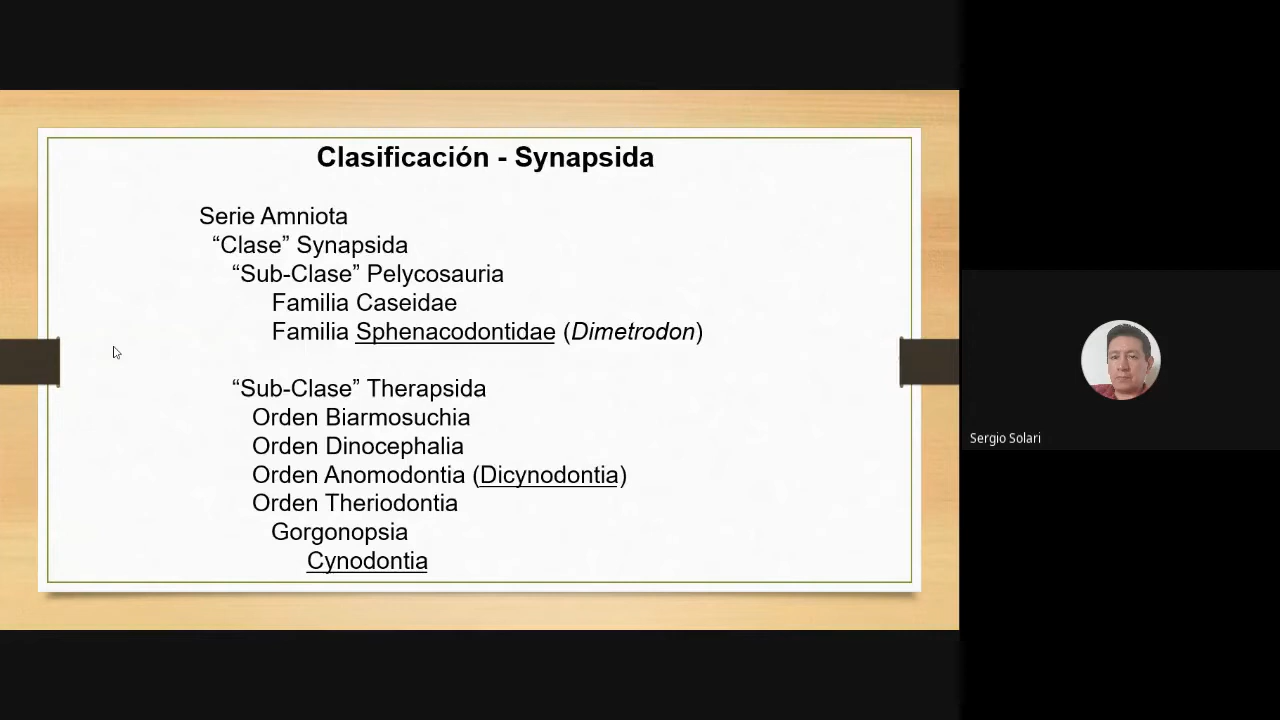 Clasificación - Synapsida
Serie Amniota
“Clase” Synapsida
“Sub-Clase” Pelycosauria
Familia Caseidae
Familia Sphenacodontidae (Dimetrodon)
“Sub-Clase” Therapsida
Orden Biarmosuchia
Orden Dinocephalia
Orden Anomodontia (Dicynodontia)
Orden Theriodontia
Gorgonopsia
Cynodontia
Sergio Solari